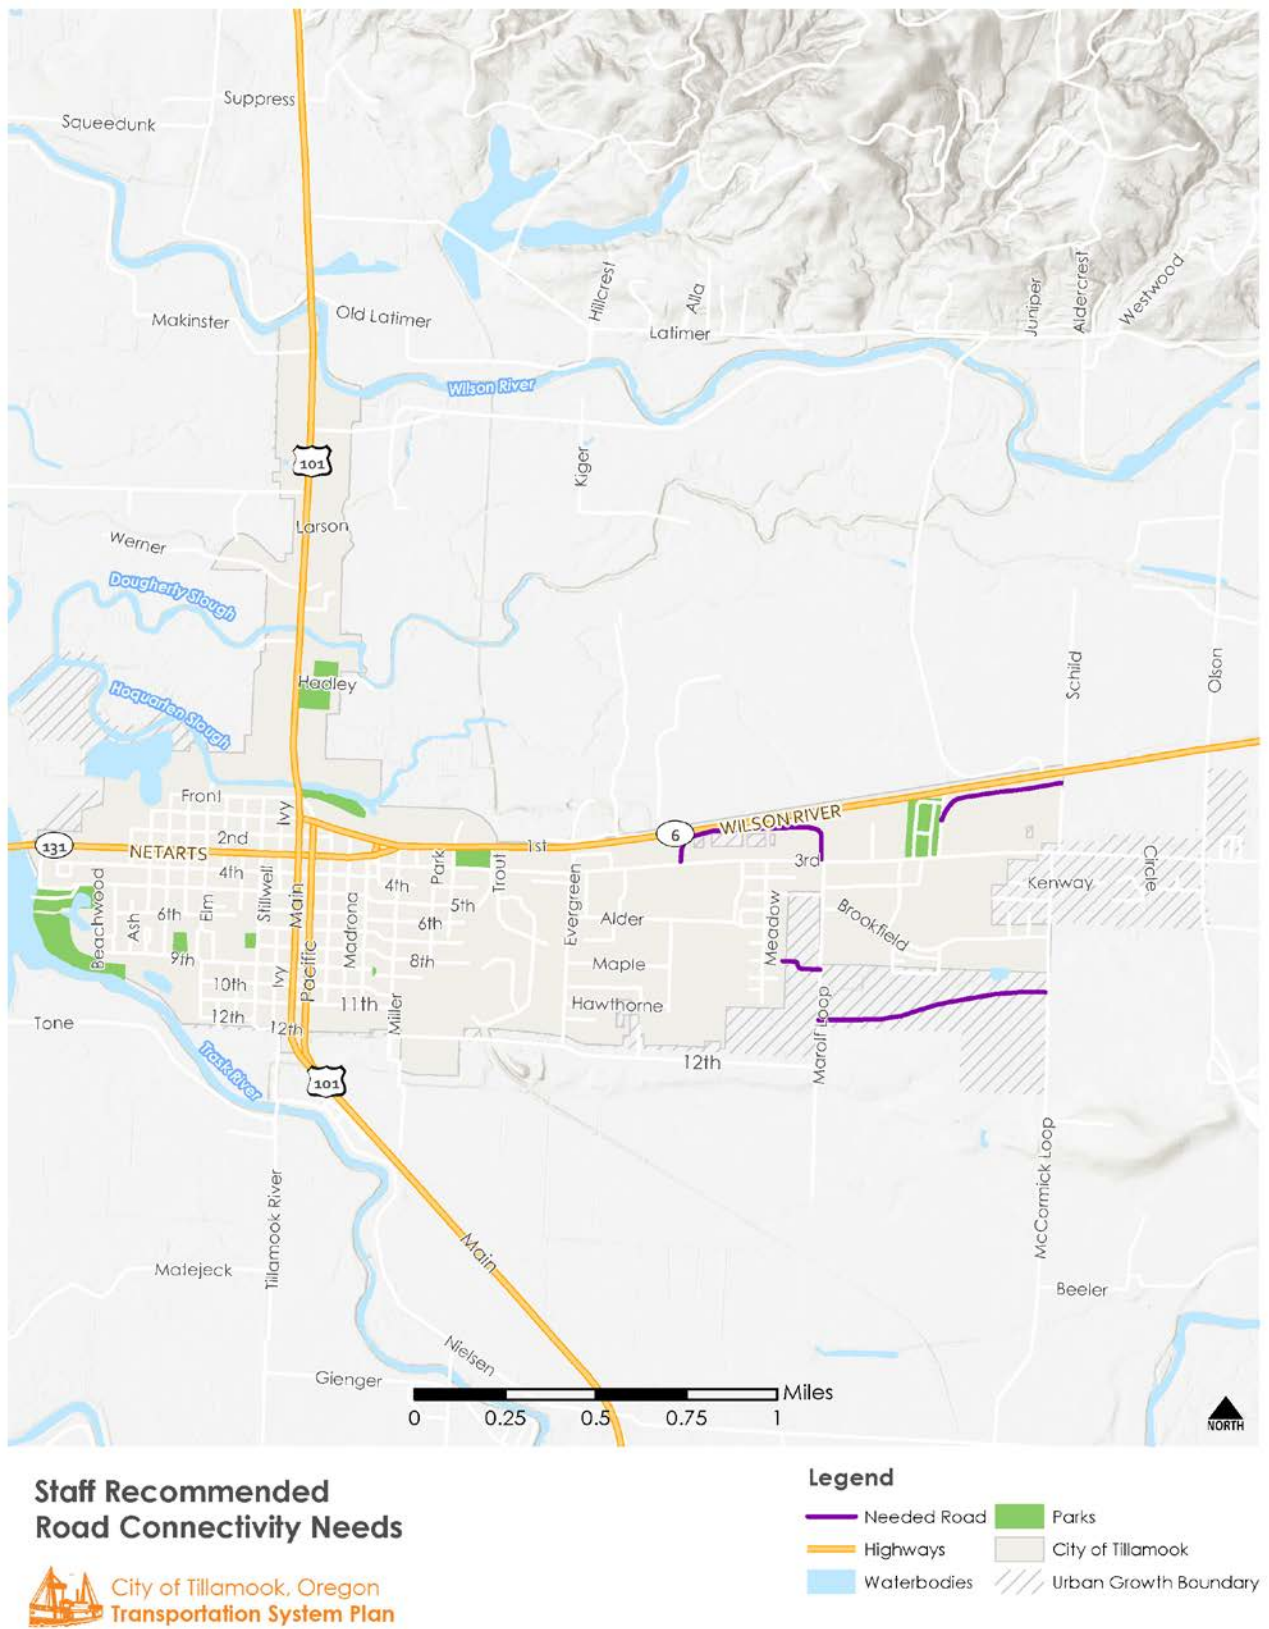 Suppress
Squeedunk
Hillcrest
Alla
Juniper
Aldercrest
Westwood
Makinster
Old Latimer
Latimer
Wilson River
101
Kiger
Larson
Werner
Dougherty Slough
Schild
Olson
Hadley
Hoquarten Slough
Front
Ivy
6
WILSON RIVER
131
NETARTS
2nd
1st
3rd
4th
Park
Trout
Circle
Kenway
Beachwood
Ash
6th
Elm
Stillwell
Main
Madrona
4th
5th
6th
Evergreen
Alder
Meadow
Brookfield
9th
8th
Maple
Ivy
Pacific
10th
11th
Miller
Hawthorne
Marolf Loop
12th
12th
Tone
Trask River
101
12th
Tillamook River
McCormick Loop
Main
Matejeck
Beeler
Nielsen
Gienger
Miles
0 0.25 0.5 0.75 1
NORTH
Staff Recommended
Road Connectivity Needs
City of Tillamook, Oregon
Transportation System Plan
Legend
Needed Road
Parks
Highways
City of Tillamook
Waterbodies
Urban Growth Boundary